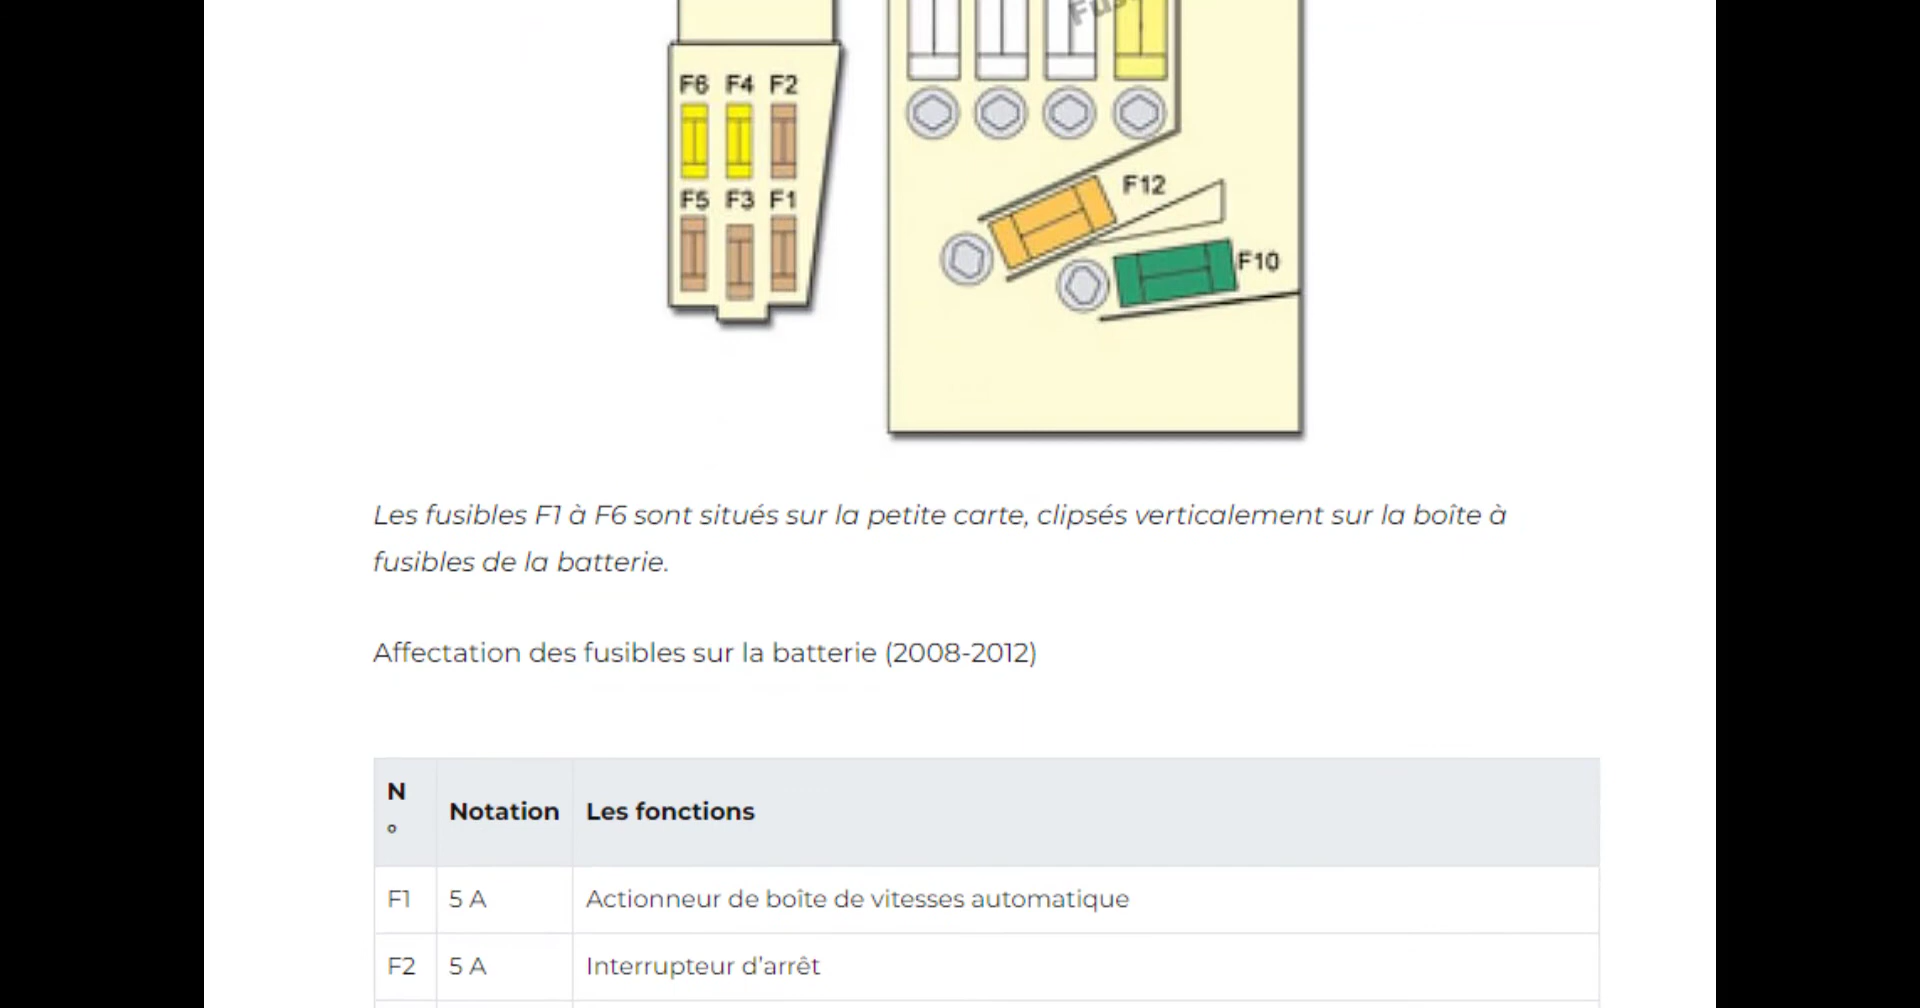 Fus
F6 F4 F2
F5 F3 F1
F12
F10
Les fusibles F1 à F6 sont situés sur la petite carte, clipsés verticalement sur la boîte à
fusibles de la batterie.
Affectation des fusibles sur la batterie (2008-2012)
N° Notation Les fonctions
F1 5 A Actionneur de boîte de vitesses automatique
F2 5 A Interrupteur d'arrêt